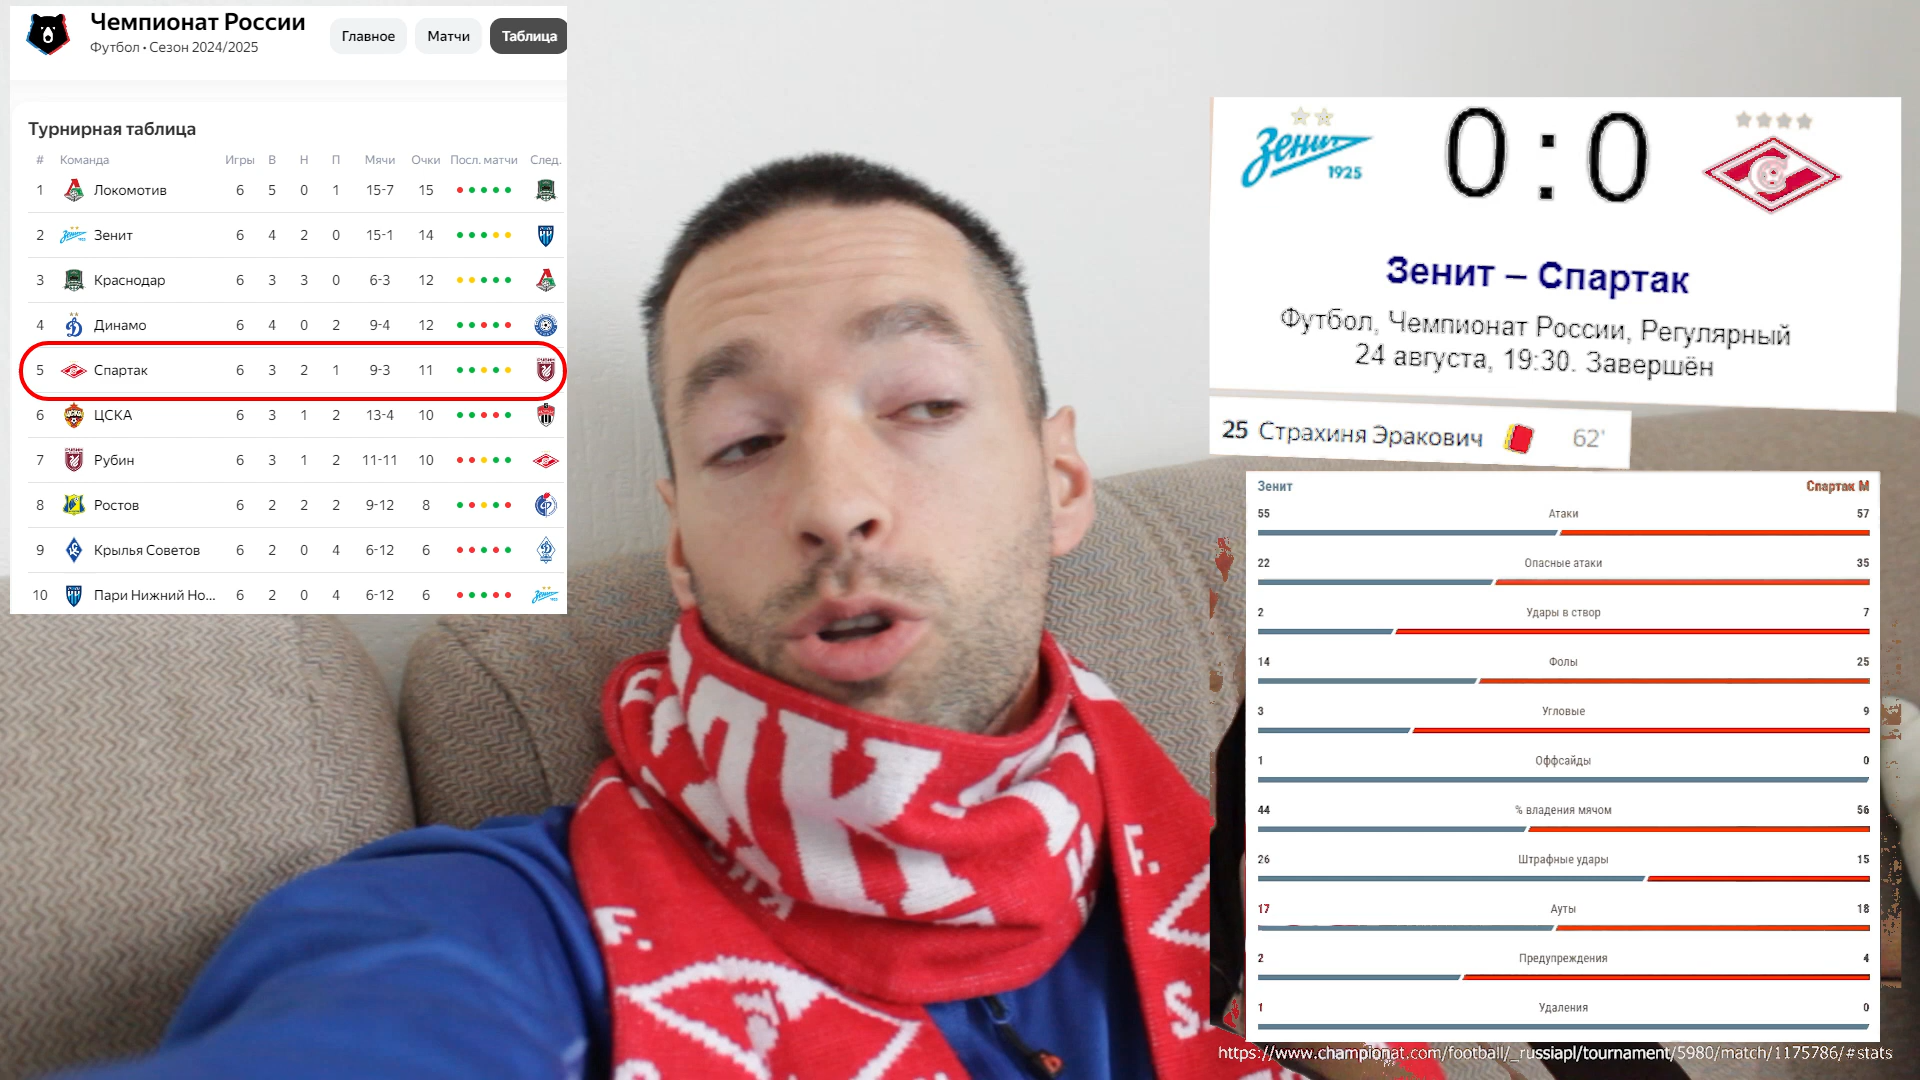 Чемпионат России
Футбол • Сезон 2024/2025
Главное Матчи Таблица
Турнирная таблица
# Команда Игры В Н П Мячи Очки Посл. матчи След.
1 Локомотив 6 5 0 1 15-7 15
2 Зенит 6 4 2 0 15-1 14
3 Краснодар 6 3 3 0 6-3 12
4 Динамо 6 4 0 2 9-4 12
5 Спартак 6 3 2 1 9-3 11
6 ЦСКА 6 3 1 2 13-4 10
7 Рубин 6 3 1 2 11-11 10
8 Ростов 6 2 2 2 9-12 8
9 Крылья Советов 6 2 0 4 6-12 6
10 Пари Нижний Но... 6 2 0 4 6-12 6
Зенит
1925
0:0
Зенит – Спартак
Футбол, Чемпионат России, Регулярный
24 августа, 19:30. Завершён
25 Страхиня Эракович 62'
Зенит Спартак М
55 Атаки 57
22 Опасные атаки 35
2 Удары в створ 7
14 Фолы 25
3 Угловые 9
1 Оффсайды 0
44 % владения мячом 56
26 Штрафные удары 15
17 Ауты 18
2 Предупреждения 4
1 Удаления 0
https://www.championat.com/football/_russiapl/tournament/5980/match/1175786/#stats
F.
F.
S.